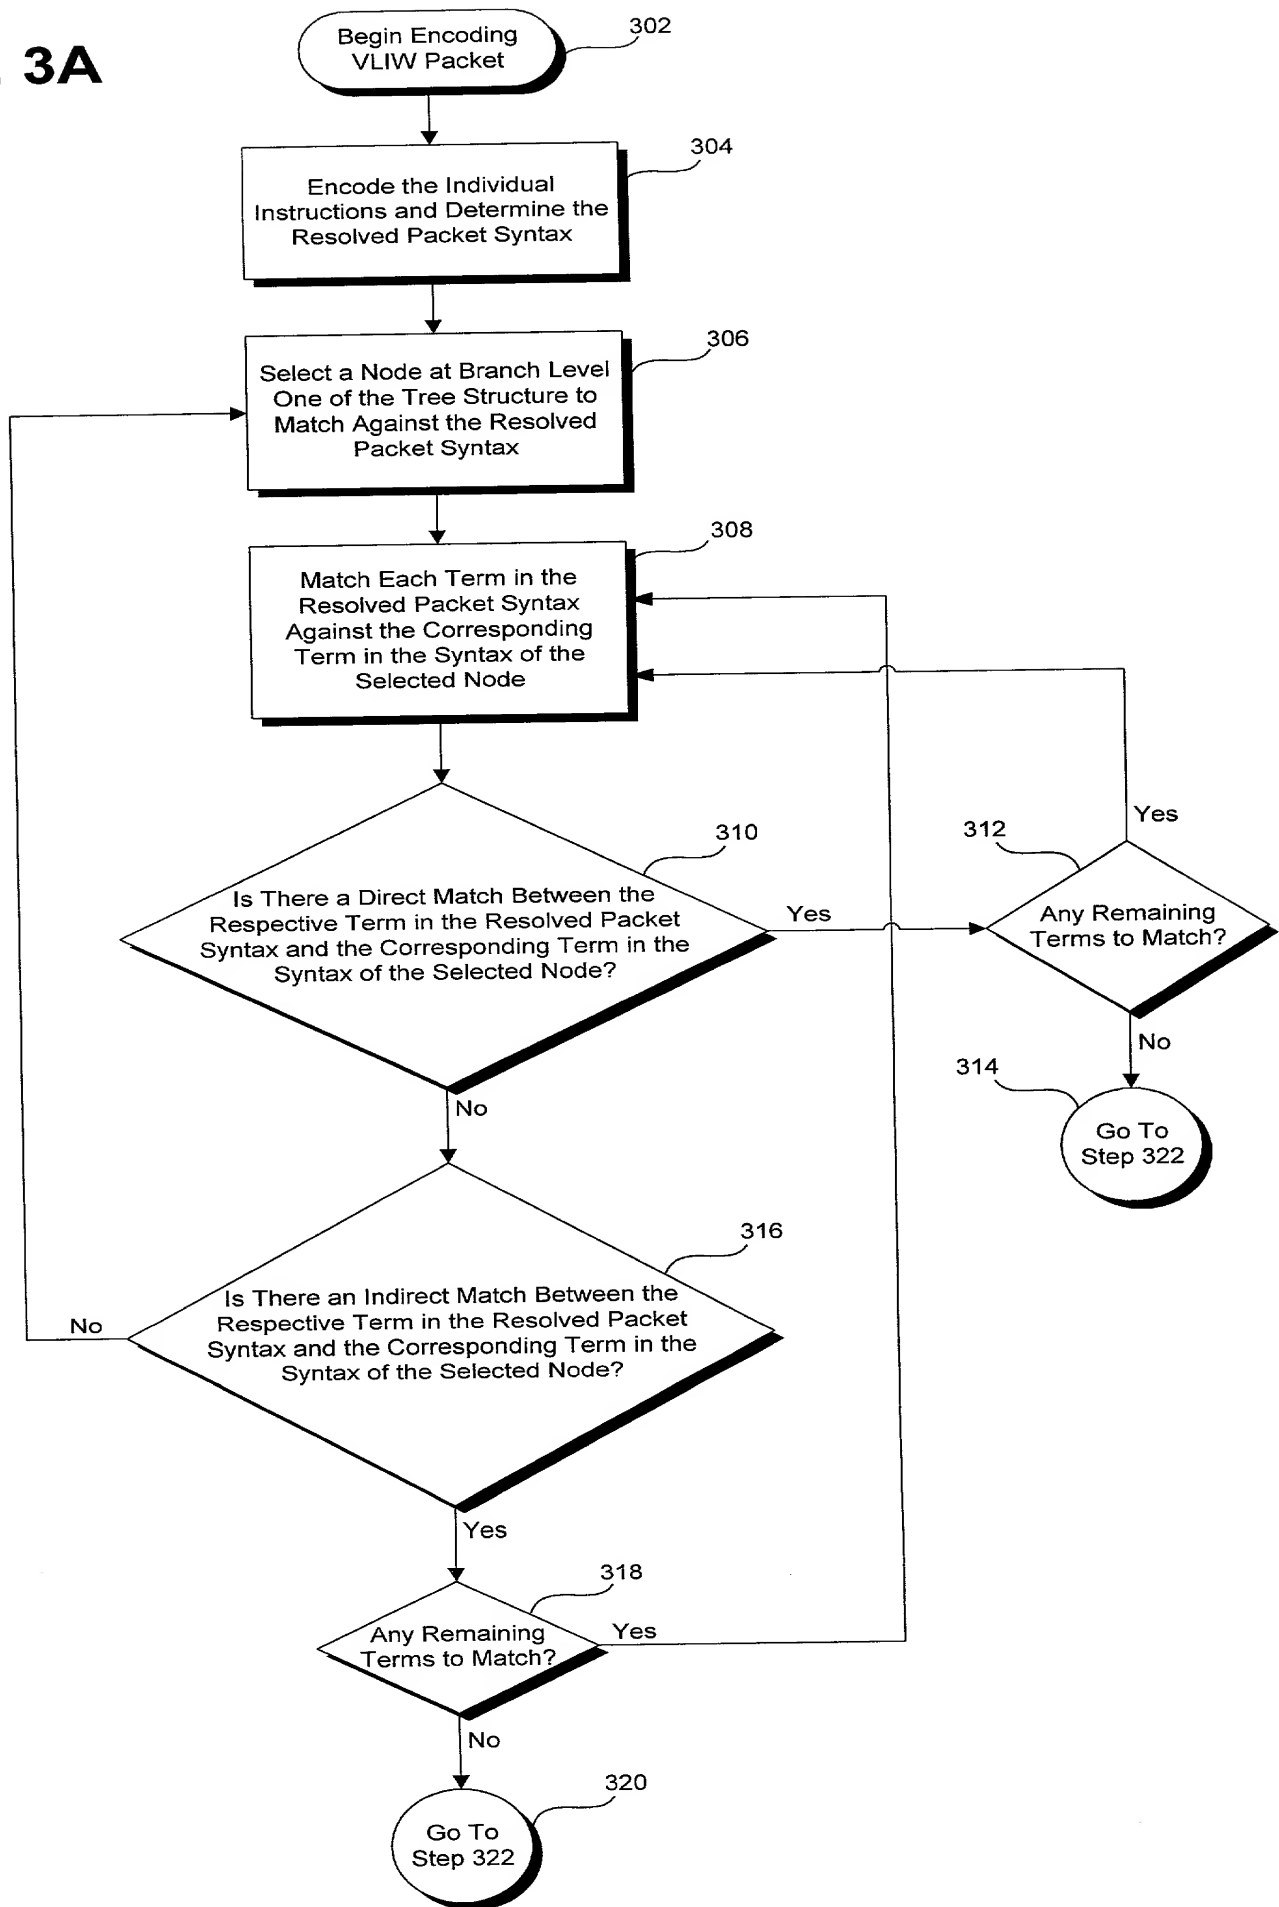 3A
Begin Encoding
VLIW Packet
302
304
Encode the Individual
Instructions and Determine the
Resolved Packet Syntax
306
Select a Node at Branch Level
One of the Tree Structure to
Match Against the Resolved
Packet Syntax
308
Match Each Term in the
Resolved Packet Syntax
Against the Corresponding
Term in the Syntax of the
Selected Node
310
Is There a Direct Match Between the
Respective Term in the Resolved Packet
Syntax and the Corresponding Term in the
Syntax of the Selected Node?
Yes
312
Yes
Any Remaining
Terms to Match?
No
314
Go To
Step 322
No
316
Is There an Indirect Match Between the
Respective Term in the Resolved Packet
Syntax and the Corresponding Term in the
Syntax of the Selected Node?
No
Yes
318
Any Remaining
Terms to Match?
Yes
No
320
Go To
Step 322